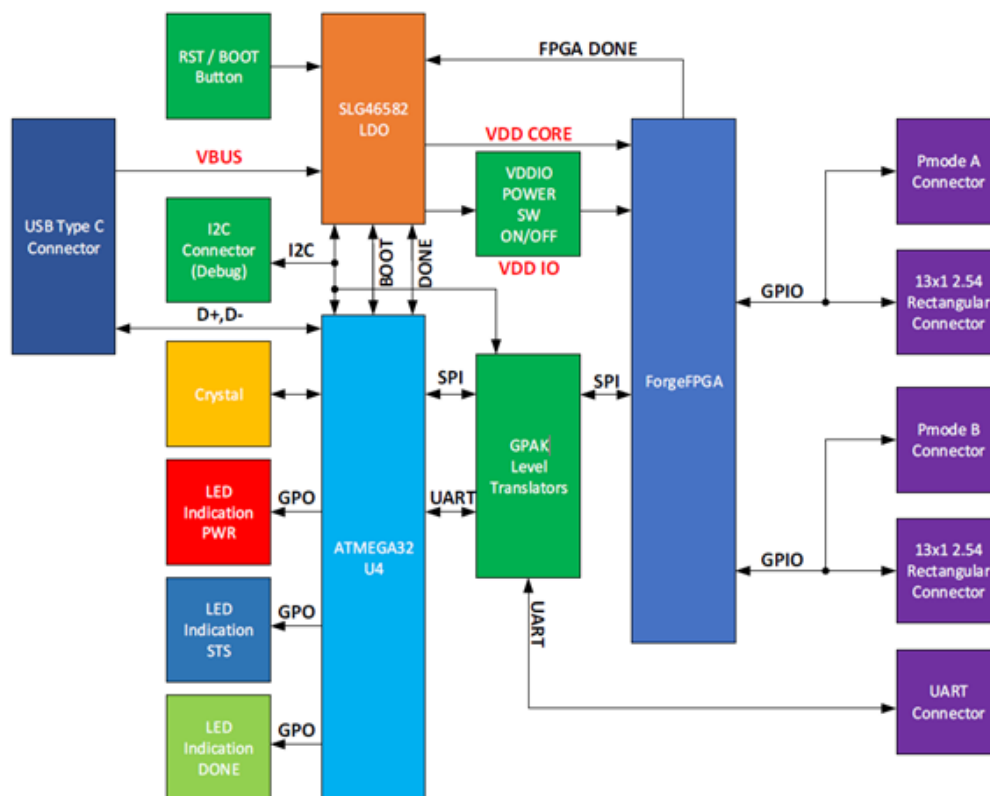 RST / BOOT
Button
SLG46582
LDO
FPGA DONE
VBUS
VDD CORE
VDDIO
POWER
SW
ON/OFF
VDD IO
USB Type C
Connector
I2C
Connector
(Debug)
I2C
BOOT
DONE
D+,D-
Crystal
SPI
SPI
GPAK
Level
Translators
UART
UART
ATMEGA32
U4
LED
Indication
PWR
GPO
LED
Indication
STS
GPO
LED
Indication
DONE
GPO
ForgeFPGA
GPIO
Pmode A
Connector
13x1 2.54
Rectangular
Connector
GPIO
Pmode B
Connector
13x1 2.54
Rectangular
Connector
UART
Connector